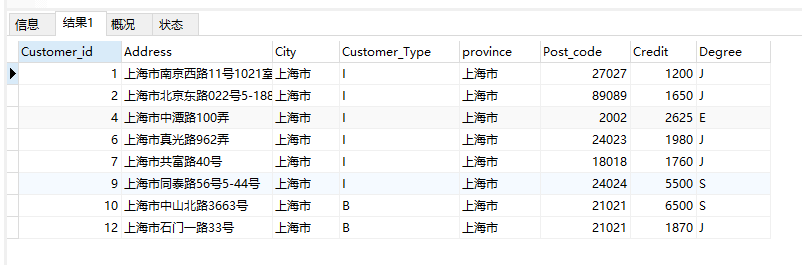 信息 结果1 概况 状态
Customer_id Address City Customer_Type province Post_code Credit Degree
1 上海市南京西路11号1021室 上海市 I 上海市 27027 1200 J
2 上海市北京东路022号5-188 上海市 I 上海市 89089 1650 J
4 上海市中潭路100弄 上海市 I 上海市 2002 2625 E
6 上海市真光路962弄 上海市 I 上海市 24023 1980 J
7 上海市共富路40号 上海市 I 上海市 18018 1760 J
9 上海市同泰路56号5-44号 上海市 I 上海市 24024 5500 S
10 上海市中山北路3663号 上海市 B 上海市 21021 6500 S
12 上海市石门一路33号 上海市 B 上海市 21021 1870 J